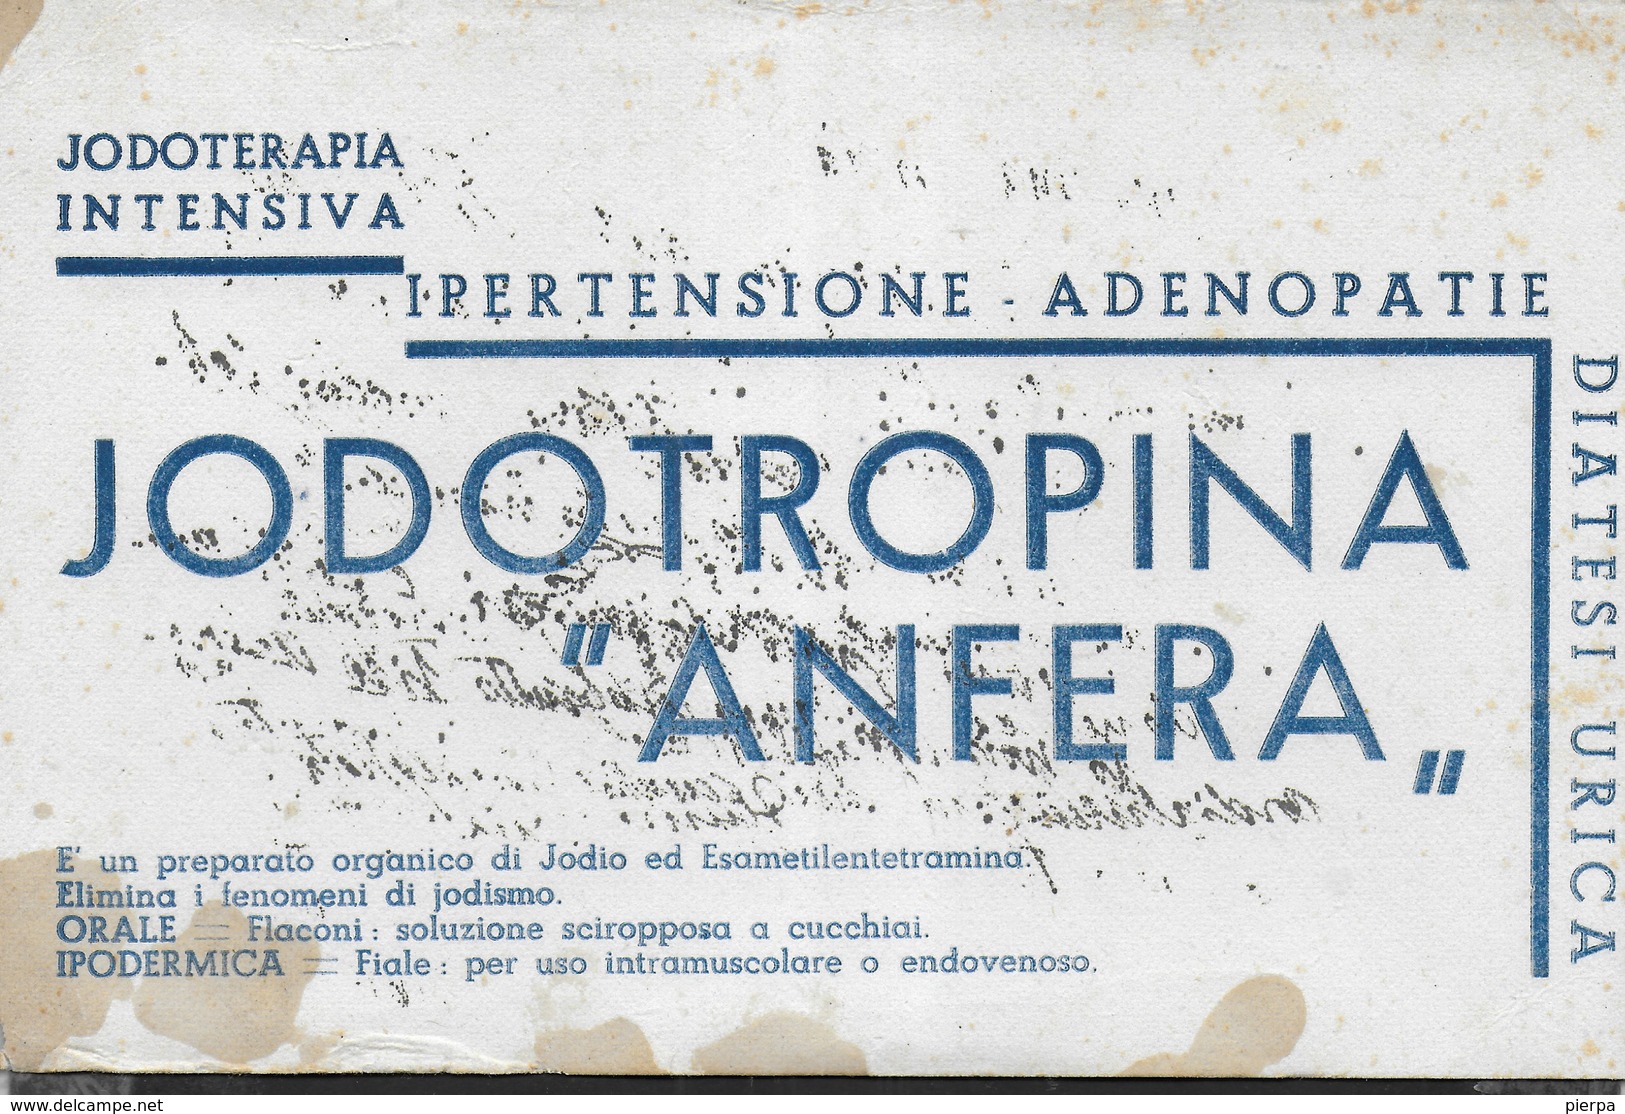 JODOTERAPIA
INTENSIVA
IPERTENSIONE - ADENOPATIE
DIATESI URICA
JODOTROPINA
"ANFERA"
E' un preparato organico di Jodio ed Esametilentetramina.
Elimina i fenomeni di jodismo.
ORALE = Flaconi: soluzione sciropposa a cucchiai.
IPODERMICA = Fiale: per uso intramuscolare o endovenoso.
www.delcampe.net
pierpa